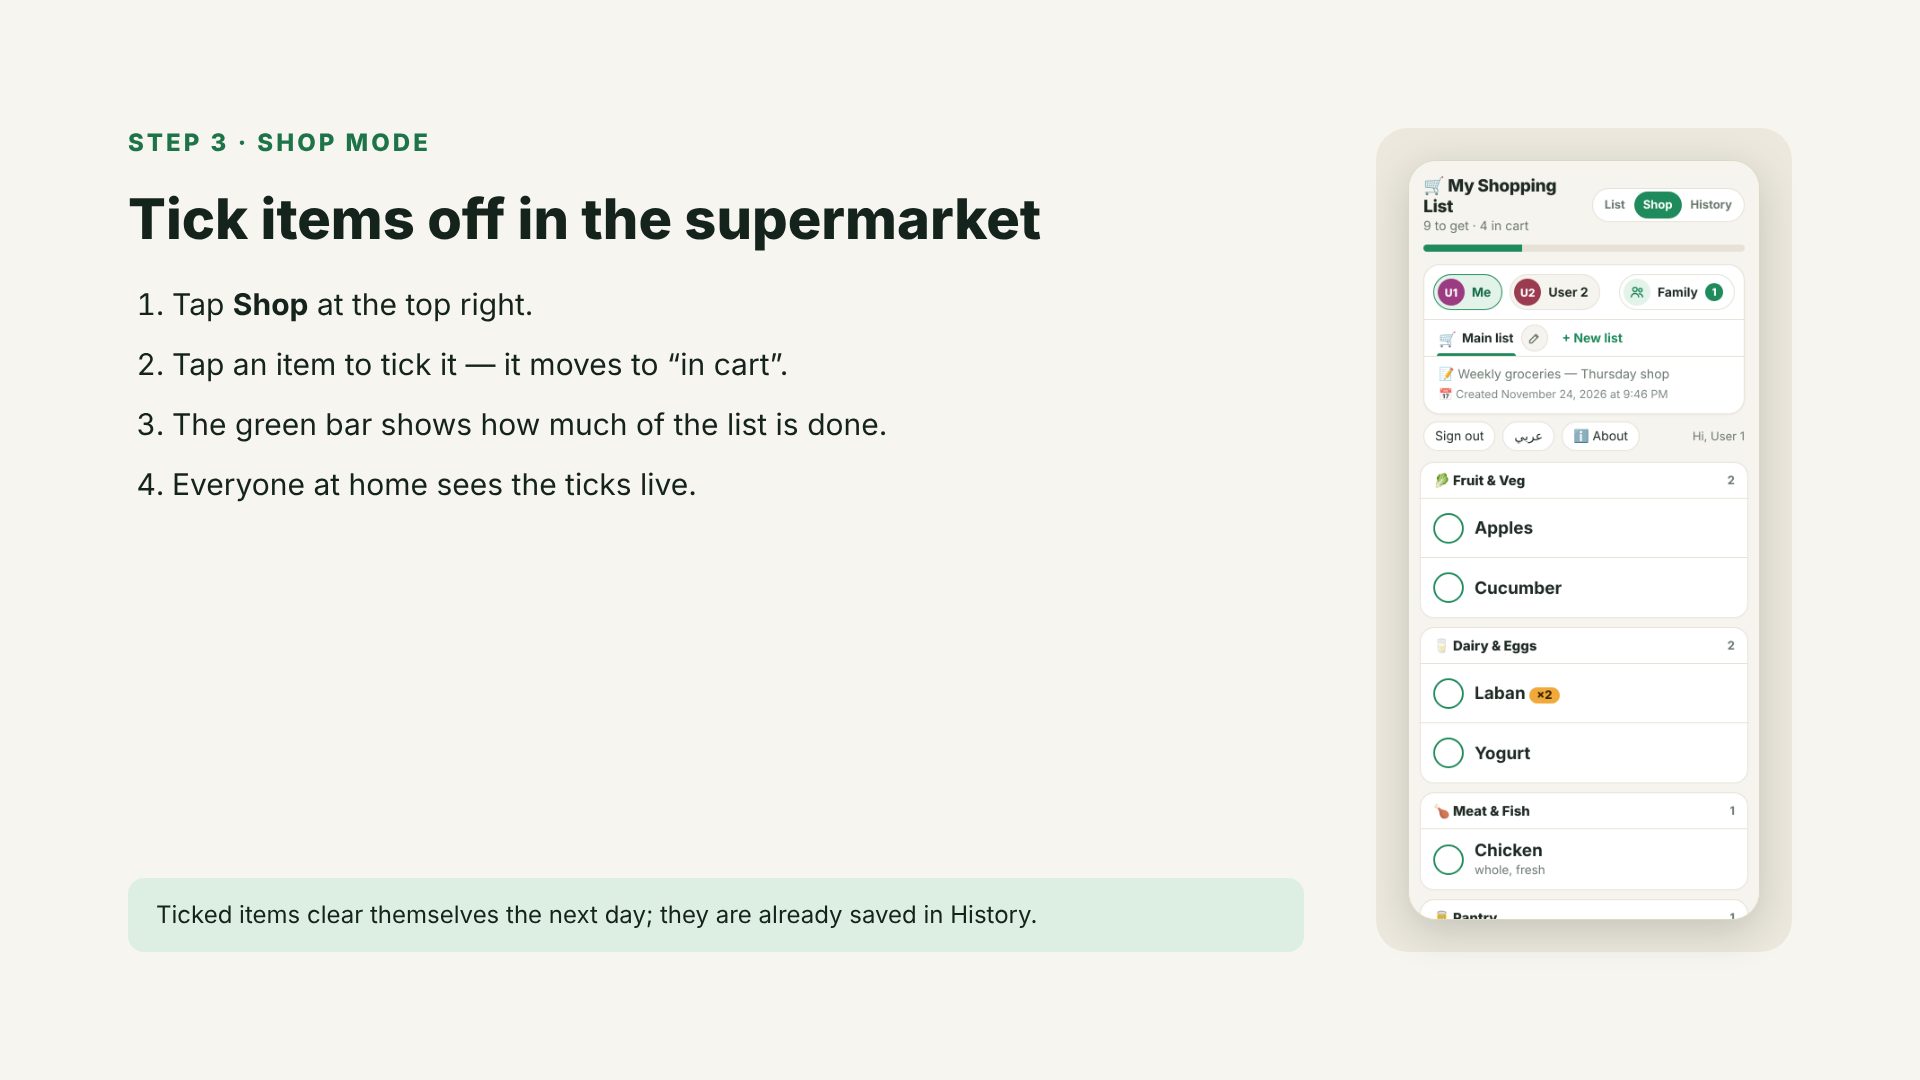 STEP 3 · SHOP MODE
Tick items off in the supermarket
1. Tap Shop at the top right.
2. Tap an item to tick it — it moves to “in cart”.
3. The green bar shows how much of the list is done.
4. Everyone at home sees the ticks live.
Ticked items clear themselves the next day; they are already saved in History.
🛒 My Shopping
List
9 to get · 4 in cart
List Shop History
U1 Me U2 User 2 Family 1
🛒 Main list + New list
📝 Weekly groceries — Thursday shop
📅 Created November 24, 2026 at 9:46 PM
Sign out عربي ℹ️ About Hi, User 1
🥬 Fruit & Veg 2
Apples
Cucumber
🥛 Dairy & Eggs 2
Laban ×2
Yogurt
🍗 Meat & Fish 1
Chicken
whole, fresh
🥫 Pantry 1